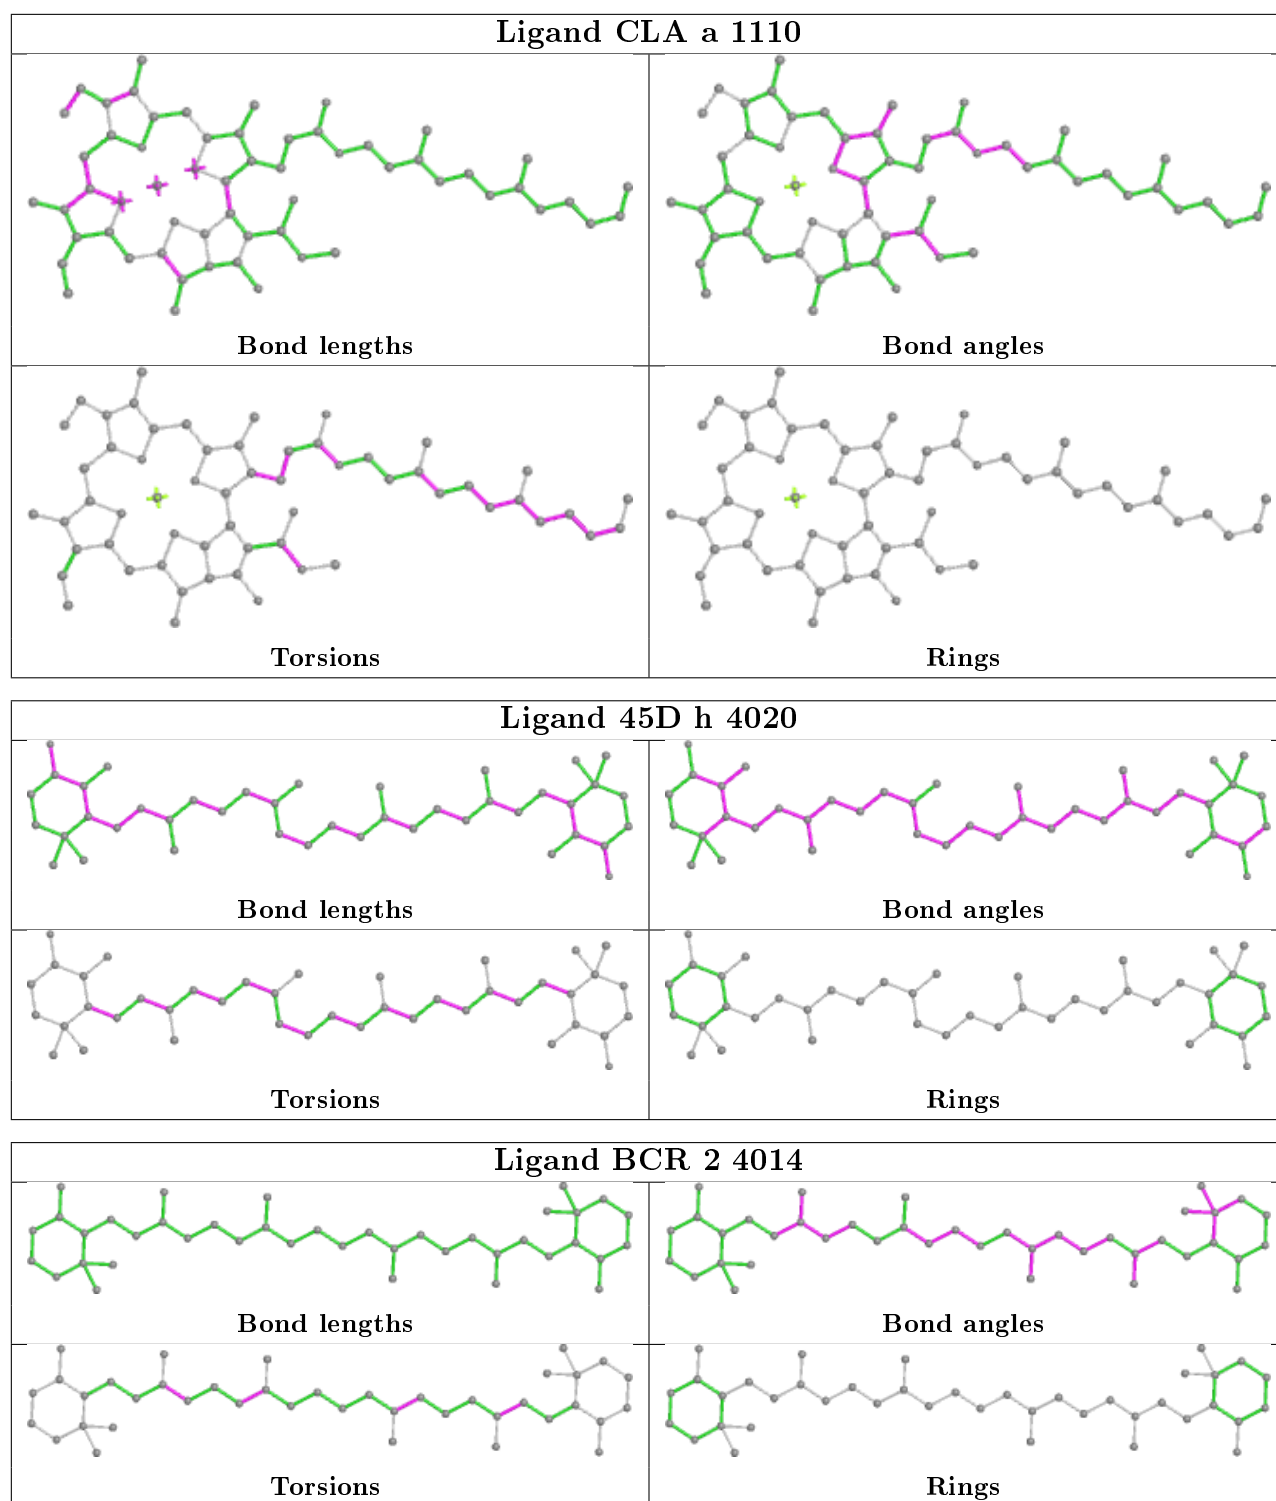 Ligand CLA a 1110
Bond lengths
Bond angles
Torsions
Rings
Ligand 45D h 4020
Bond lengths
Bond angles
Torsions
Rings
Ligand BCR 2 4014
Bond lengths
Bond angles
Torsions
Rings